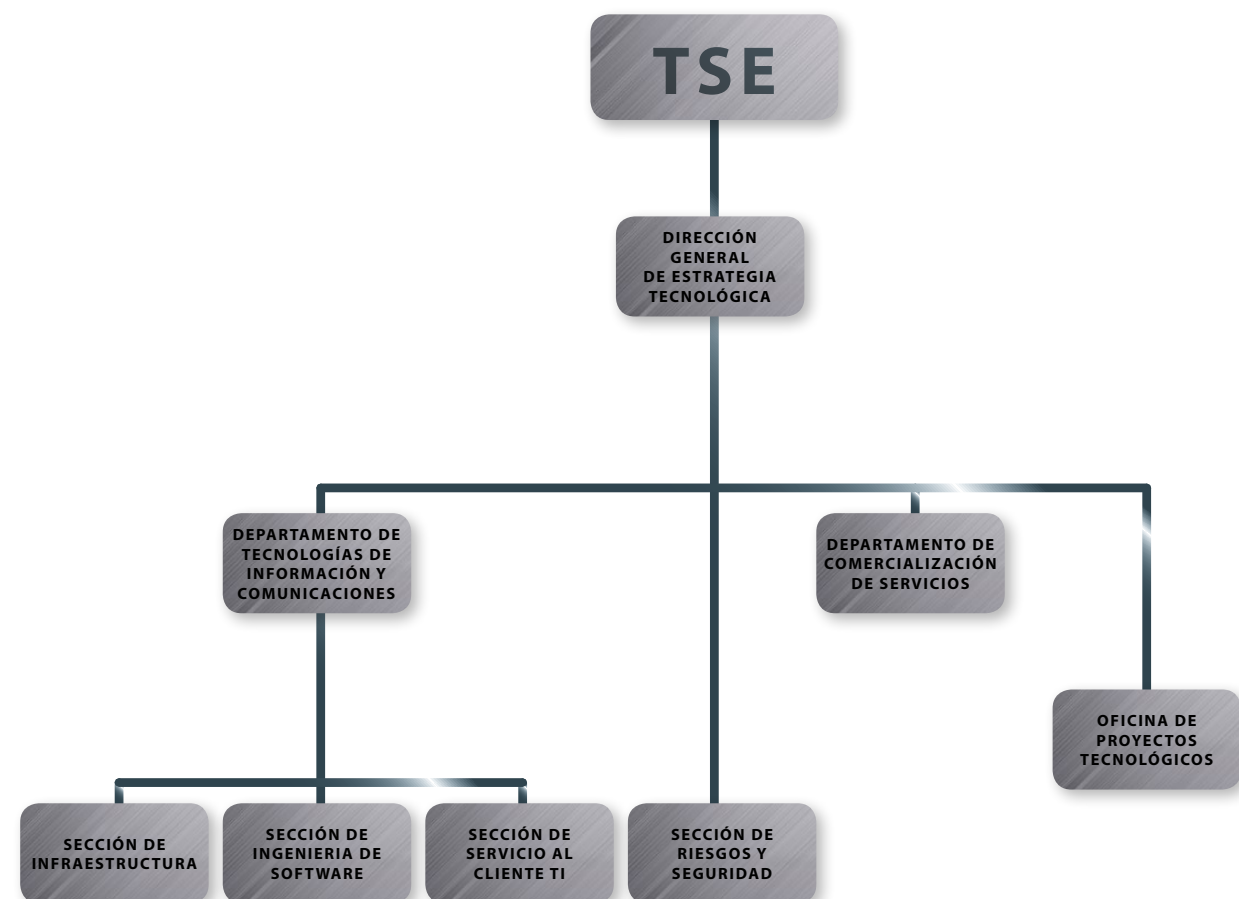 TSE
DIRECCIÓN
GENERAL
DE ESTRATEGIA
TECNOLÓGICA
DEPARTAMENTO DE
TECNOLOGÍAS DE
INFORMACIÓN Y
COMUNICACIONES
DEPARTAMENTO DE
COMERCIALIZACIÓN
DE SERVICIOS
OFICINA DE
PROYECTOS
TECNOLÓGICOS
SECCIÓN DE
INFRAESTRUCTURA
SECCIÓN DE
INGENIERIA DE
SOFTWARE
SECCIÓN DE
SERVICIO AL
CLIENTE TI
SECCIÓN DE
RIESGOS Y
SEGURIDAD